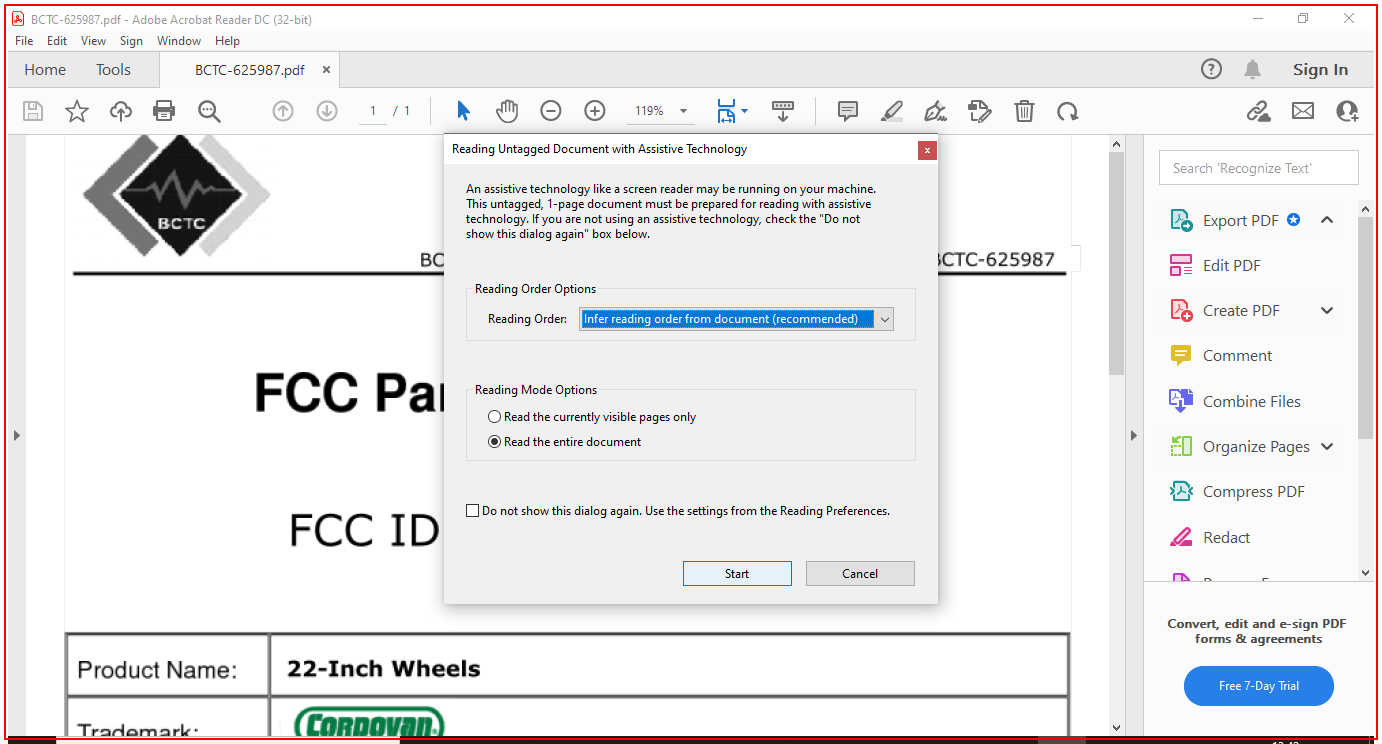 BCTC-625987.pdf - Adobe Acrobat Reader DC (32-bit)
File Edit View Sign Window Help
Home Tools BCTC-625987.pdf × Sign In
1 / 1 119%
Reading Untagged Document with Assistive Technology
An assistive technology like a screen reader may be running on your machine.
This untagged, 1-page document must be prepared for reading with assistive
technology. If you are not using an assistive technology, check the "Do not
show this dialog again" box below.
Reading Order Options
Reading Order: Infer reading order from document (recommended)
Reading Mode Options
Read the currently visible pages only
Read the entire document
Do not show this dialog again. Use the settings from the Reading Preferences.
Start Cancel
BCTC
BCTC-625987
FCC
FCC ID
Product Name: 22-Inch Wheels
Trademark: CORDOVAN
Search 'Recognize Text'
Export PDF
Edit PDF
Create PDF
Comment
Combine Files
Organize Pages
Compress PDF
Redact
Convert, edit and e-sign PDF
forms & agreements
Free 7-Day Trial